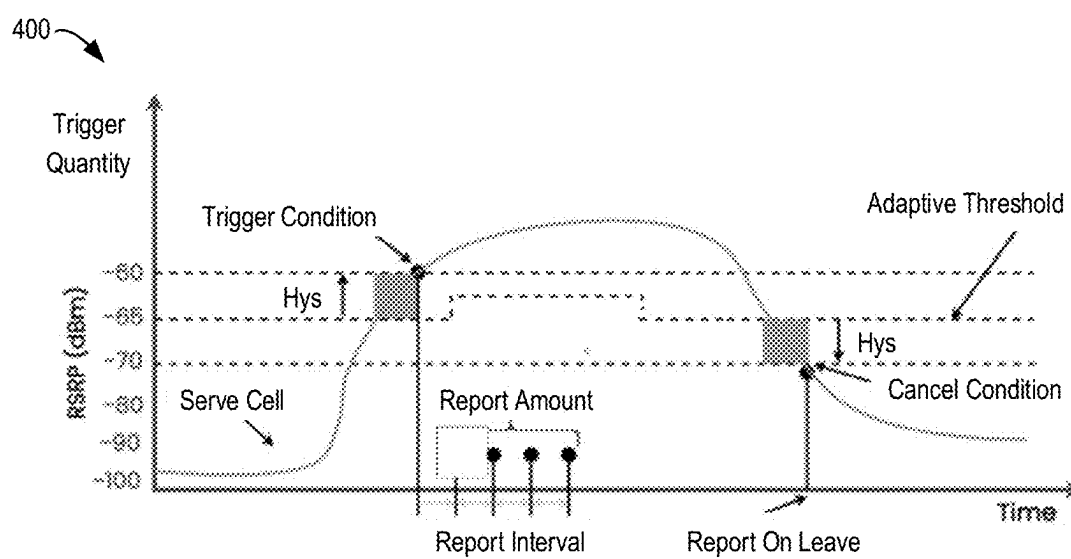 400
Trigger
Quantity
Trigger Condition
Adaptive Threshold
-60
Hys
-65
Hys
-70
RSRP (dBm)
Serve Cell
-80
Report Amount
Cancel Condition
-90
-100
Time
Report Interval
Report On Leave